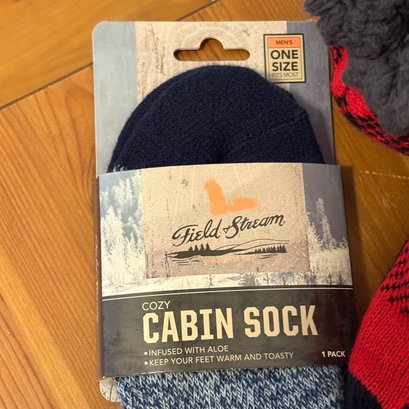 MEN'S
ONE
SIZE
FITS MOST
Field & Stream
COZY
CABIN SOCK
• INFUSED WITH ALOE
• KEEP YOUR FEET WARM AND TOASTY
1 PACK